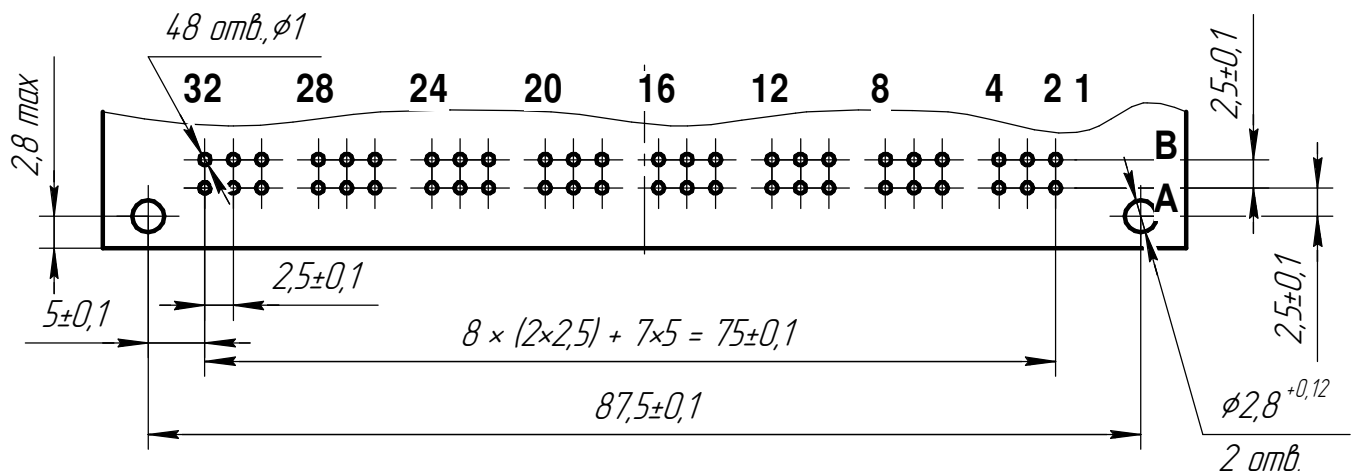 48 отв., ϕ1
32 28 24 20 16 12 8 4 2 1
2,8 max
2,5±0,1
B
A
2,5±0,1
5±0,1
2,5±0,1
8 × (2×2,5) + 7×5 = 75±0,1
87,5±0,1
ϕ2,8 +0,12
2 отв.